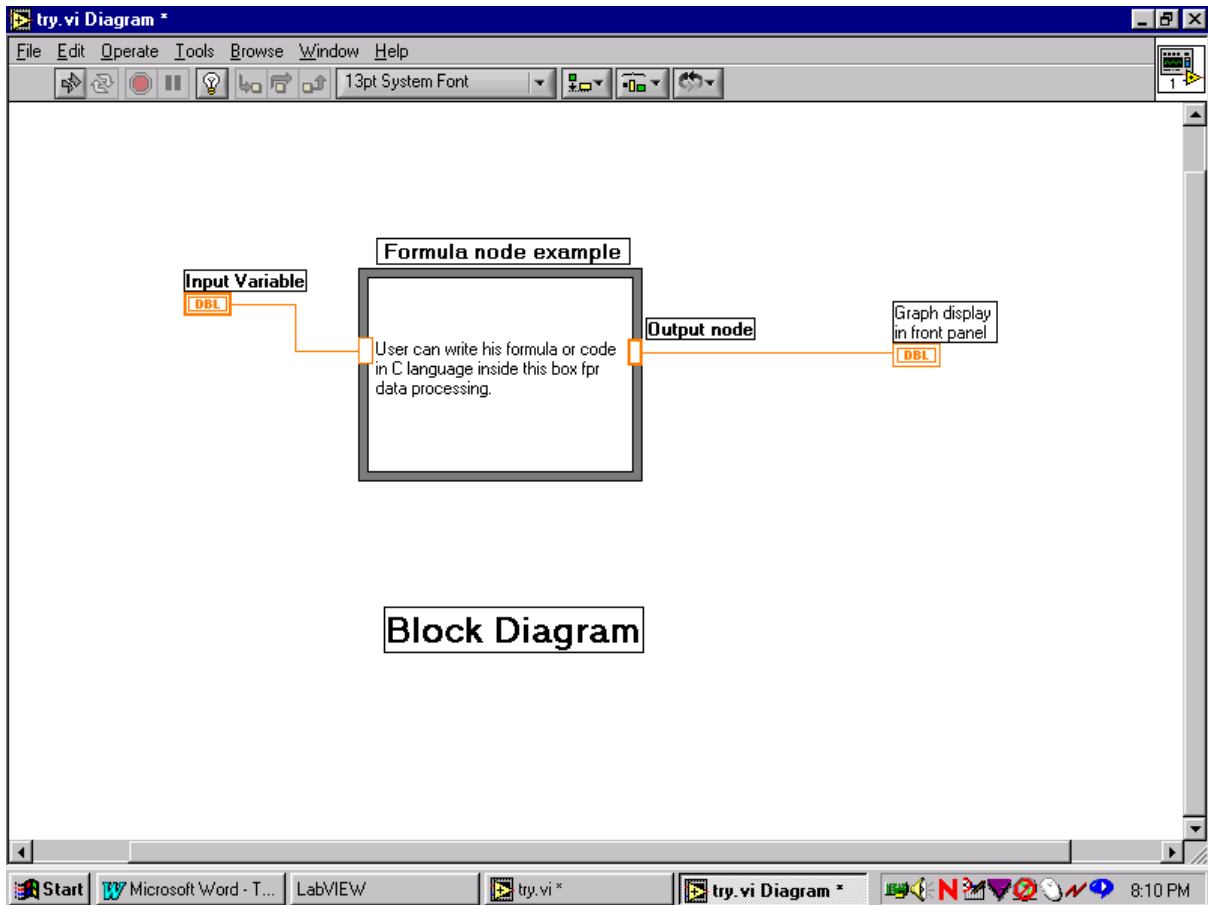 try.vi Diagram *
File Edit Operate Tools Browse Window Help
13pt System Font
1
Formula node example
Input Variable
DBL
User can write his formula or code
in C language inside this box fpr
data processing.
Output node
Graph display
in front panel
DBL
Block Diagram
Start Microsoft Word - T... LabVIEW try.vi * try.vi Diagram * 8:10 PM